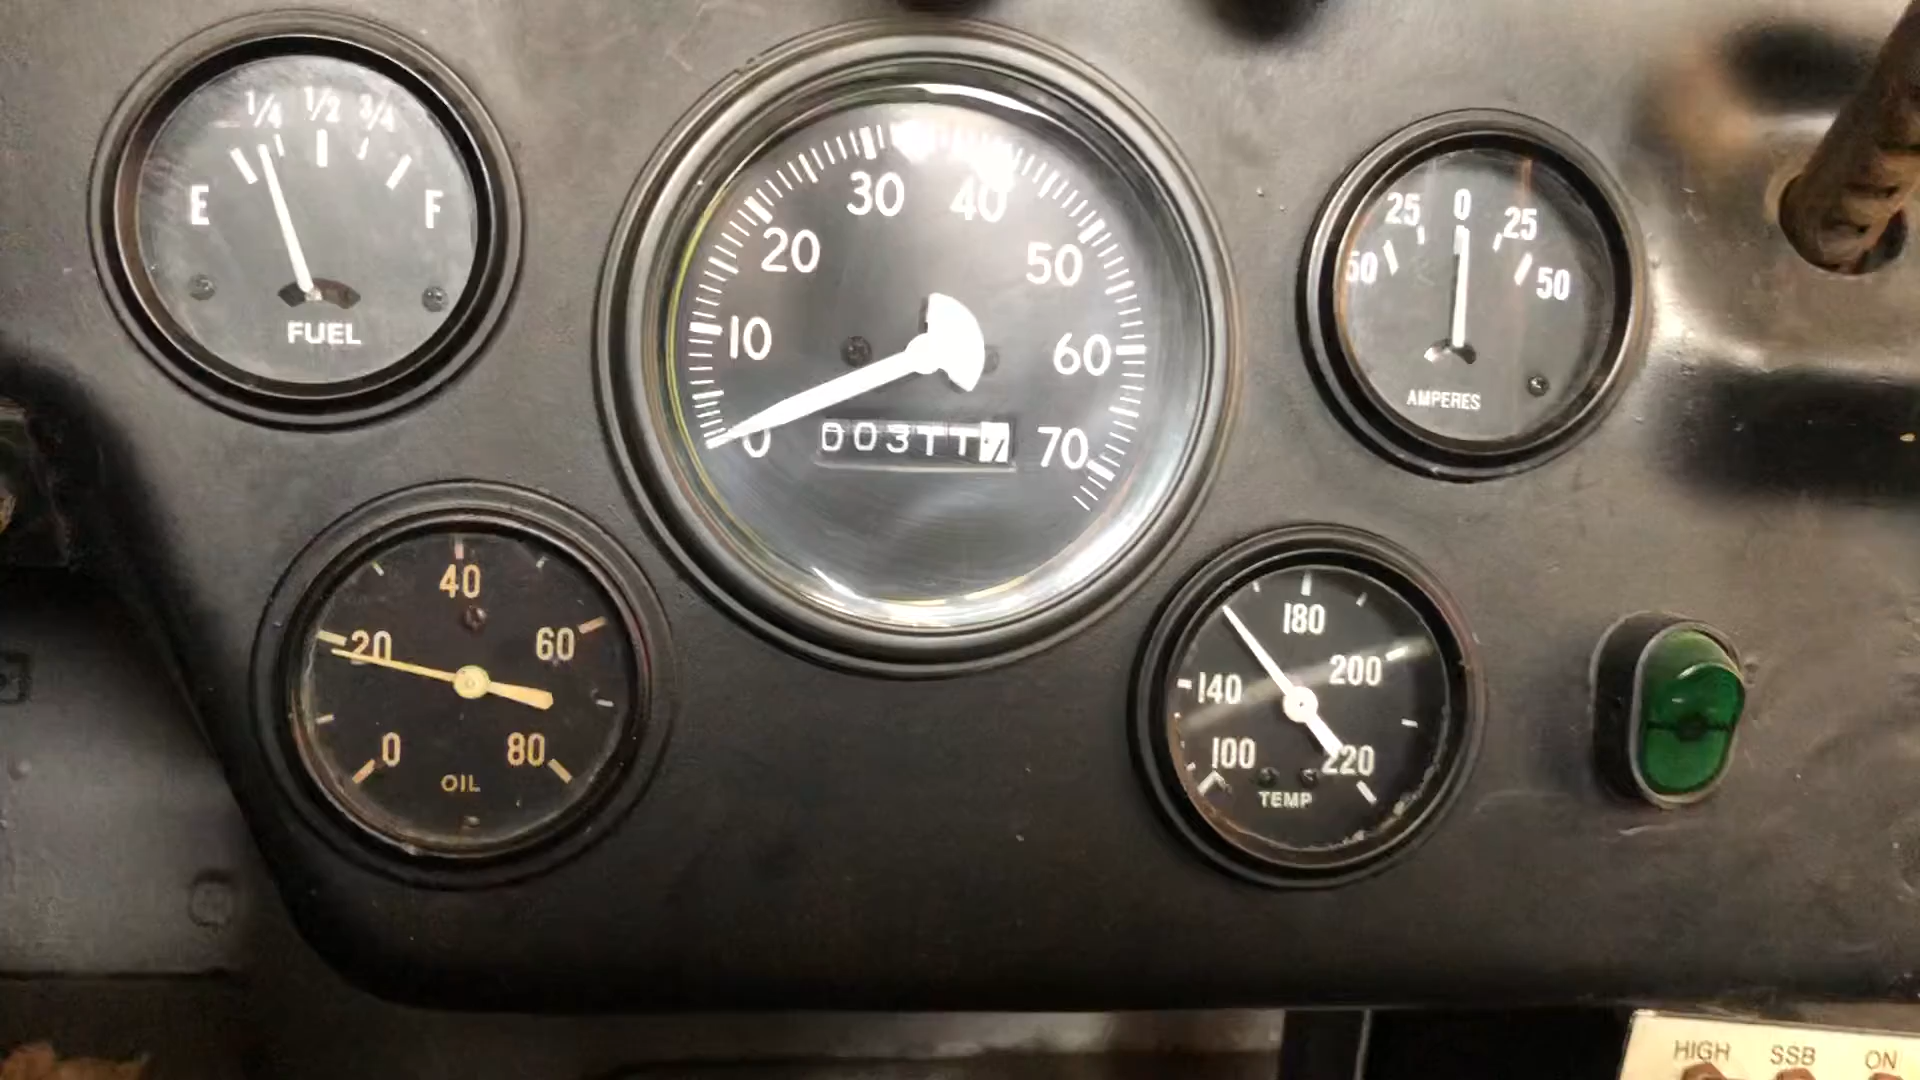 1/4 1/2 3/4
E F
FUEL
0 10 20 30 40 50 60 70
50 25 0 25 50
AMPERES
0 20 40 60 80
OIL
100 140 180 200 220
TEMP
HIGH SSB ON